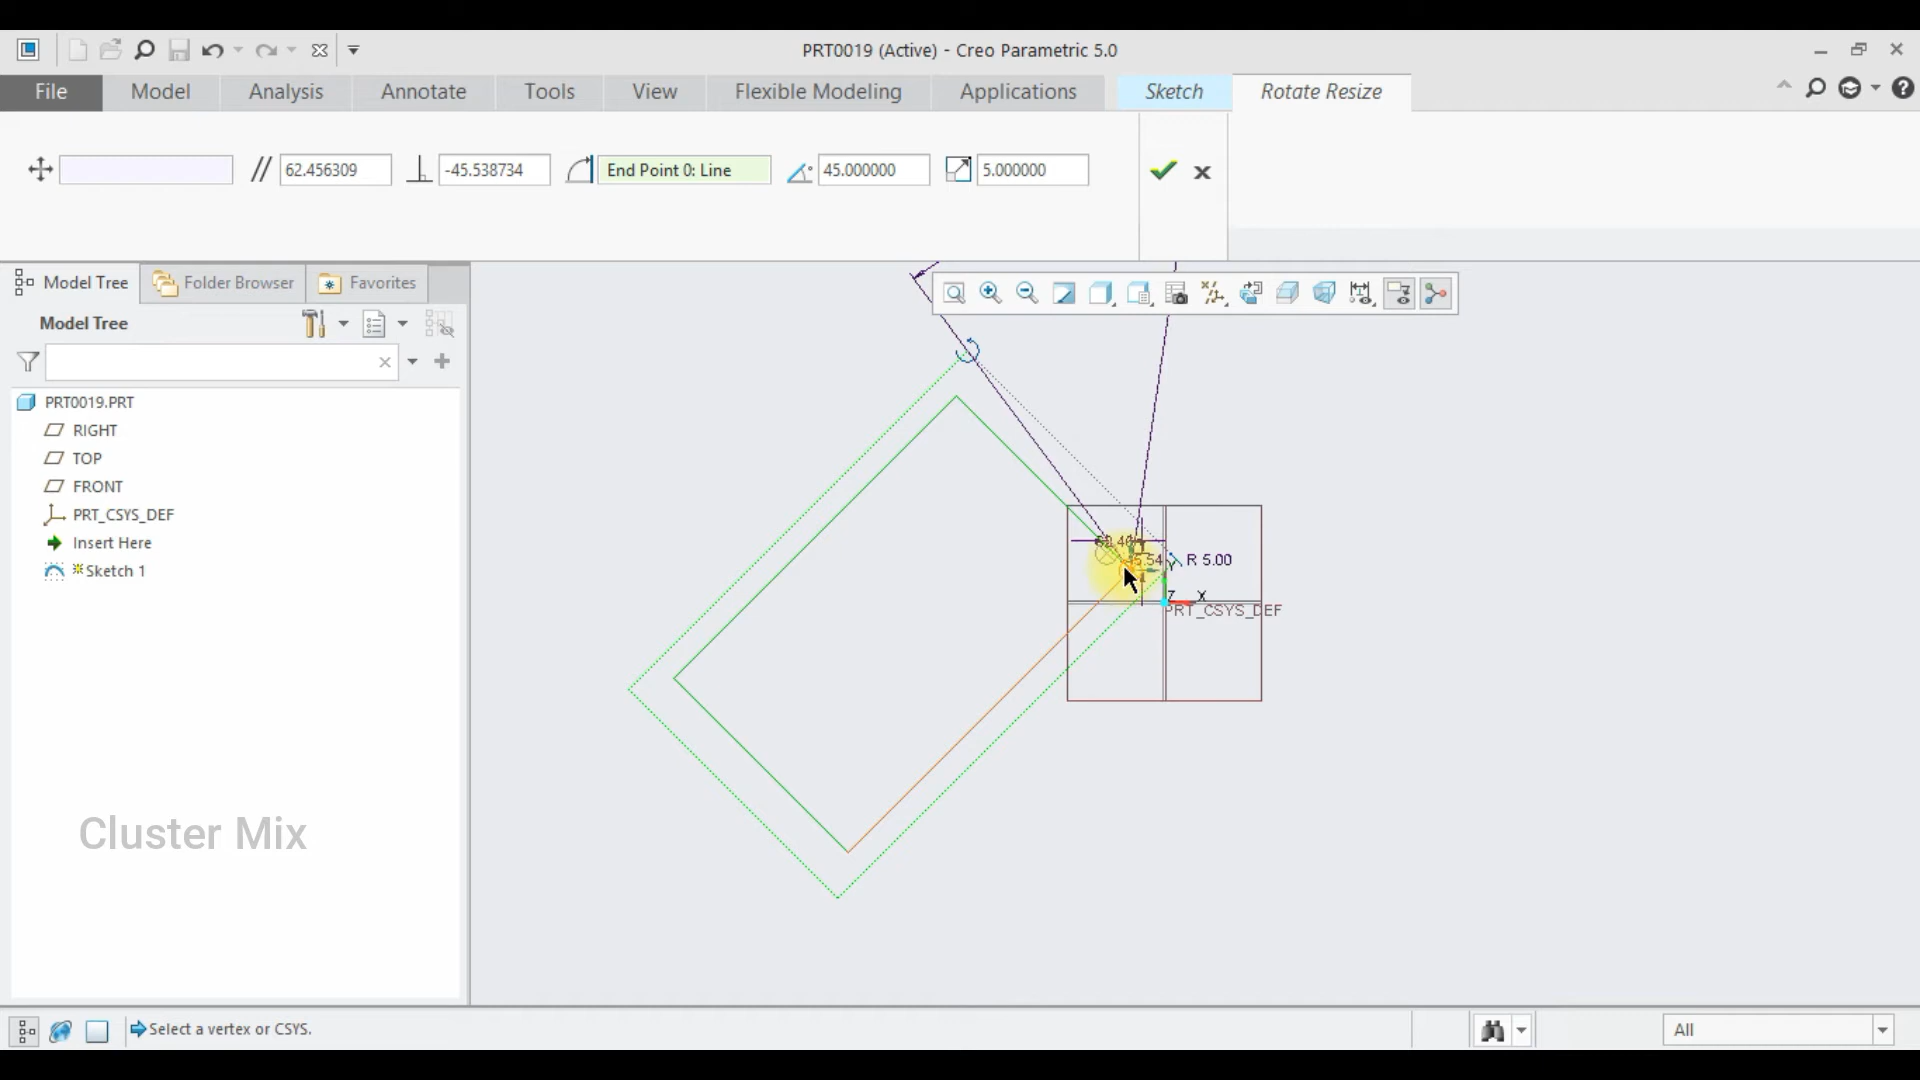 PRT0019 (Active) - Creo Parametric 5.0
File Model Analysis Annotate Tools View Flexible Modeling Applications Sketch Rotate Resize
62.456309 -45.538734 End Point 0: Line 45.000000 5.000000
Model Tree Folder Browser Favorites
Model Tree
PRT0019.PRT
RIGHT
TOP
FRONT
PRT_CSYS_DEF
Insert Here
Sketch 1
R 5.00
Y
Z X
PRT_CSYS_DEF
Cluster Mix
Select a vertex or CSYS.
All